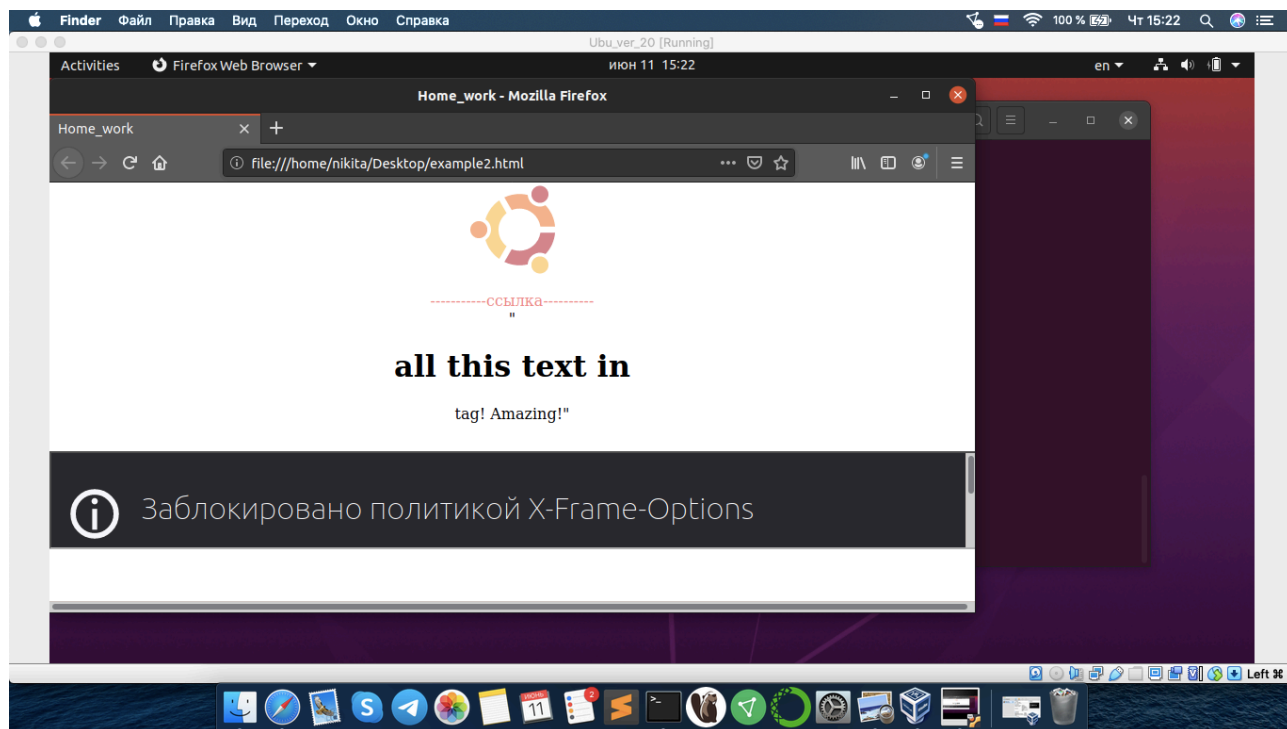 Finder Файл Правка Вид Переход Окно Справка 100 % Чт 15:22
Ubu_ver_20 [Running]
Activities Firefox Web Browser июн 11 15:22 en
Home_work - Mozilla Firefox
Home_work
file:///home/nikita/Desktop/example2.html
----------ссылка----------
"
all this text in
tag! Amazing!"
Заблокировано политикой X-Frame-Options
Left ⌘
ИЮНЬ
11
2